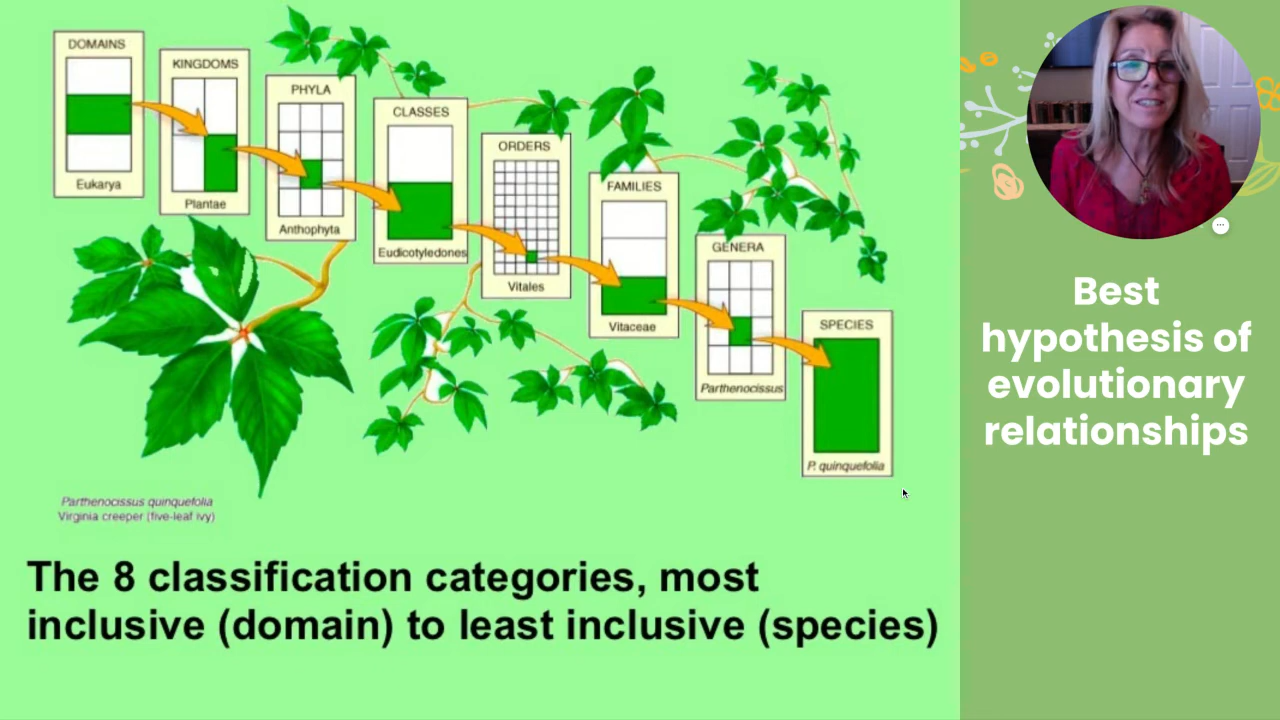 DOMAINS
Eukarya
KINGDOMS
Plantae
PHYLA
Anthophyta
CLASSES
Eudicotyledones
ORDERS
Vitales
FAMILIES
Vitaceae
GENERA
Parthenocissus
SPECIES
P. quinquefolia
Parthenocissus quinquefolia
Virginia creeper (five-leaf ivy)
The 8 classification categories, most
inclusive (domain) to least inclusive (species)
Best
hypothesis of
evolutionary
relationships